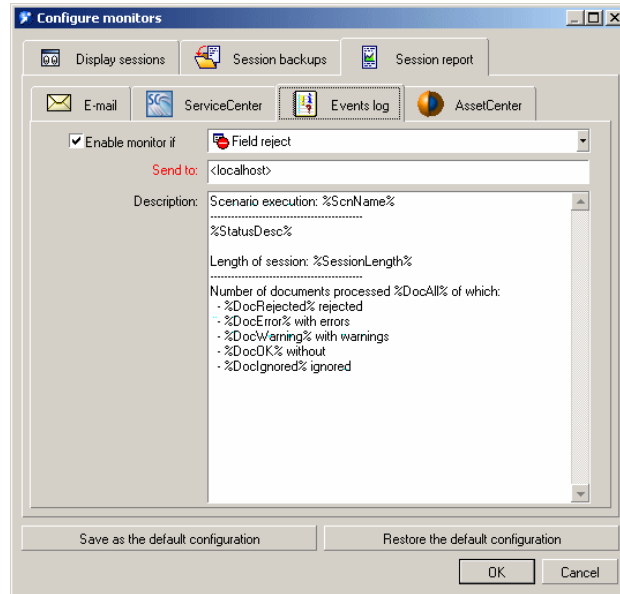 Configure monitors
Display sessions
Session backups
Session report
E-mail
ServiceCenter
Events log
AssetCenter
Enable monitor if
Field reject
Send to:
<localhost>
Description:
Scenario execution: %ScnName%
--------------------------------------------
%StatusDesc%
Length of session: %SessionLength%
--------------------------------------------
Number of documents processed %DocAll% of which:
- %DocRejected% rejected
- %DocError% with errors
- %DocWarning% with warnings
- %DocOK% without
- %DocIgnored% ignored
Save as the default configuration
Restore the default configuration
OK
Cancel